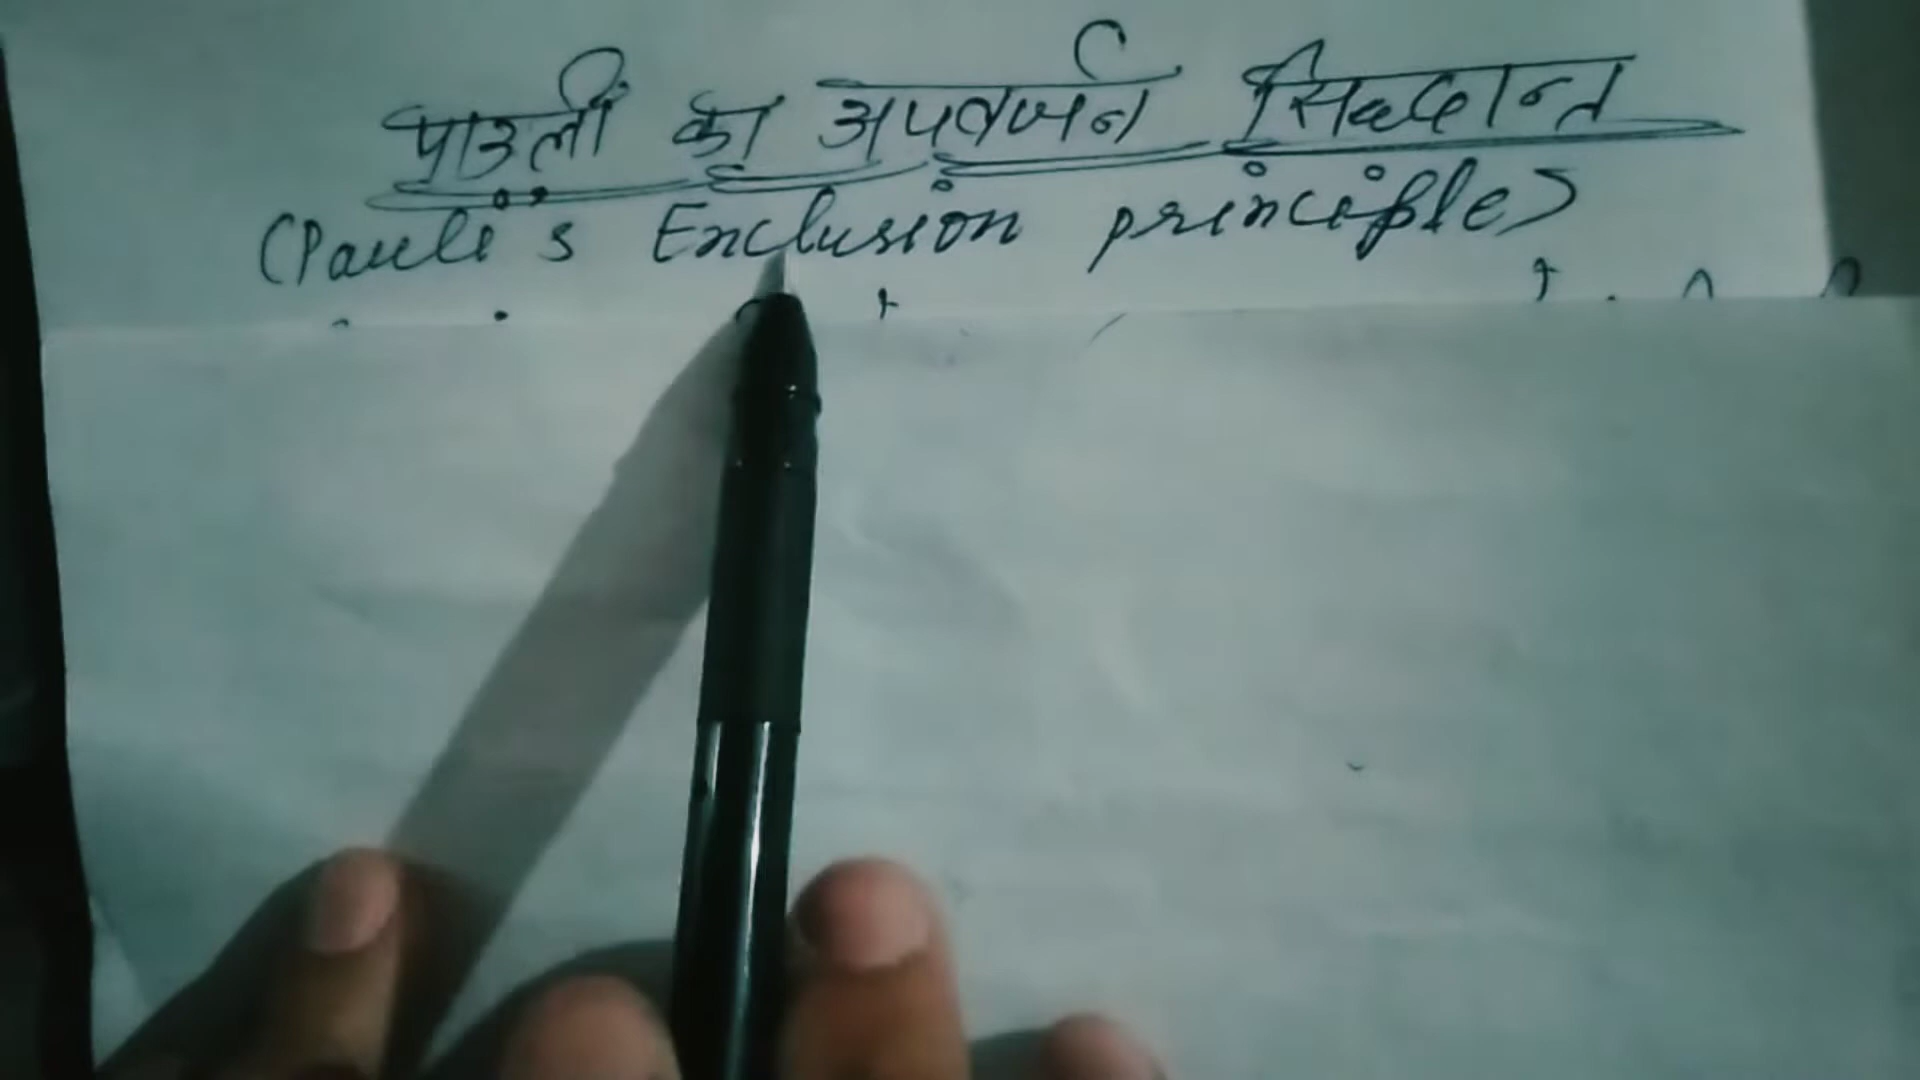 पाउली का अपवर्जन सिद्धान्त
(Pauli's Exclusion principle)